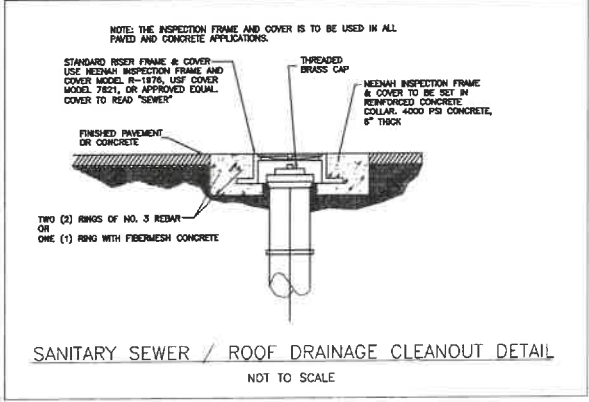 NOTE: THE INSPECTION FRAME AND COVER IS TO BE USED IN ALL
PAVED AND CONCRETE APPLICATIONS.
STANDARD RISER FRAME & COVER
USE NEENAH INSPECTION FRAME AND
COVER MODEL R-1976, USF COVER
MODEL 7621, OR APPROVED EQUAL.
COVER TO READ "SEWER"
THREADED
BRASS CAP
NEENAH INSPECTION FRAME
& COVER TO BE SET IN
REINFORCED CONCRETE
COLLAR. 4000 PSI CONCRETE,
6" THICK
FINISHED PAVEMENT
OR CONCRETE
TWO (2) RINGS OF NO. 3 REBAR
OR
ONE (1) RING WITH FIBERMESH CONCRETE
SANITARY SEWER / ROOF DRAINAGE CLEANOUT DETAIL
NOT TO SCALE